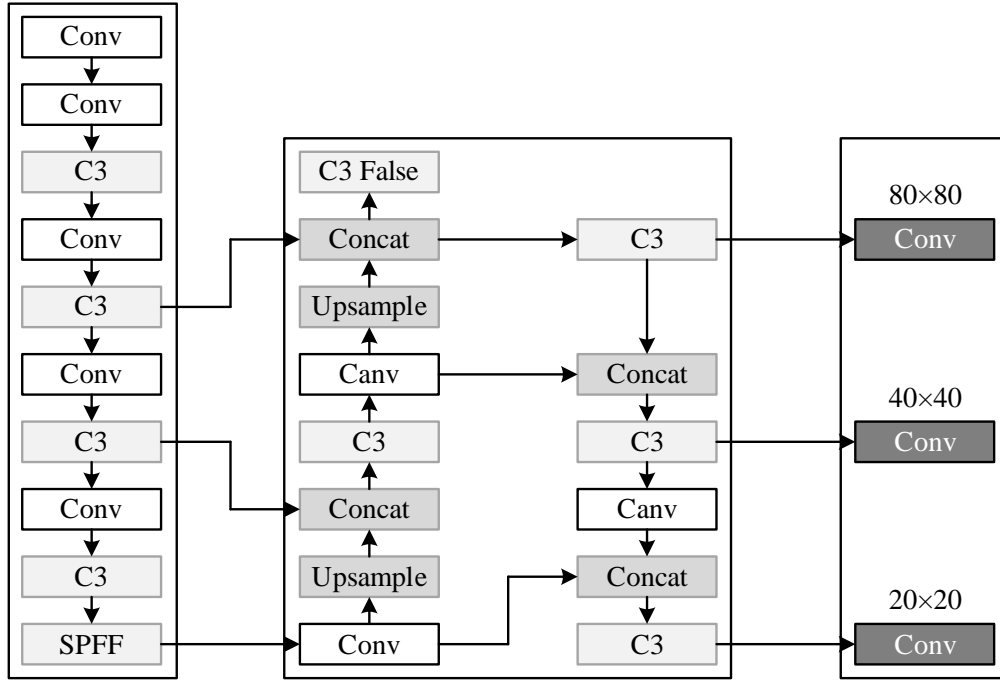 Conv
Conv
C3
Conv
C3
Conv
C3
Conv
C3
SPFF
C3 False
Concat
Upsample
Canv
C3
Concat
Upsample
Conv
C3
Concat
C3
Canv
Concat
C3
80×80
Conv
40×40
Conv
20×20
Conv